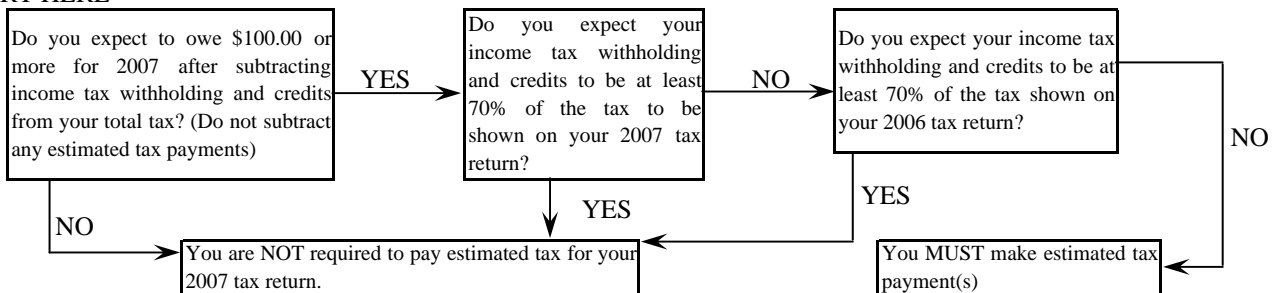 Do you expect to owe $100.00 or
more for 2007 after subtracting
income tax withholding and credits
from your total tax? (Do not subtract
any estimated tax payments)
YES
Do you expect your
income tax withholding
and credits to be at least
70% of the tax to be
shown on your 2007 tax
return?
NO
Do you expect your income tax
withholding and credits to be at
least 70% of the tax shown on
your 2006 tax return?
NO
YES
YES
NO
You are NOT required to pay estimated tax for your
2007 tax return.
You MUST make estimated tax
payment(s)